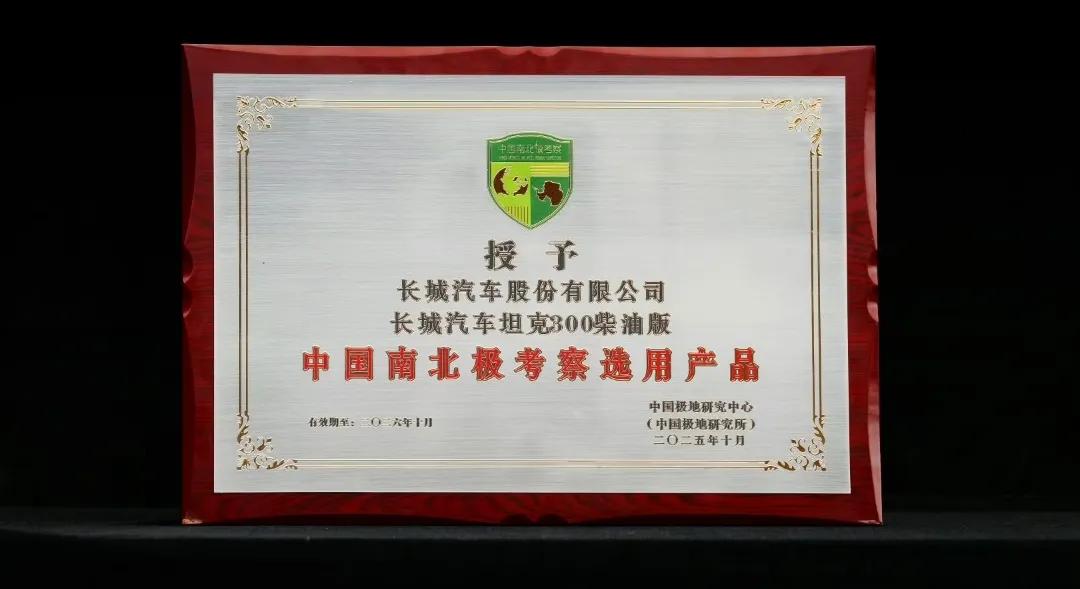 中国南北极考察
授予
长城汽车股份有限公司
长城汽车坦克300柴油版
中国南北极考察选用产品
有效期至：二〇二六年十月
中国极地研究中心
（中国极地研究所）
二〇二五年十月